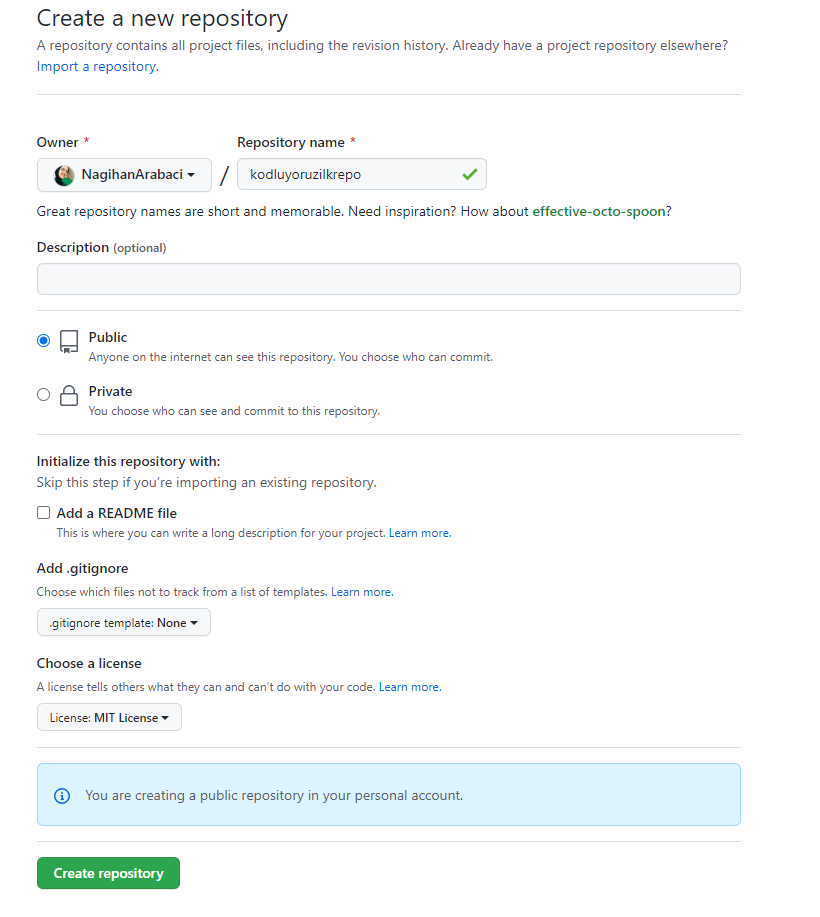 Create a new repository
A repository contains all project files, including the revision history. Already have a project repository elsewhere?
Import a repository.
Owner * Repository name *
NagihanArabaci / kodluyoruzilkrepo
Great repository names are short and memorable. Need inspiration? How about effective-octo-spoon?
Description (optional)
Public
Anyone on the internet can see this repository. You choose who can commit.
Private
You choose who can see and commit to this repository.
Initialize this repository with:
Skip this step if you're importing an existing repository.
Add a README file
This is where you can write a long description for your project. Learn more.
Add .gitignore
Choose which files not to track from a list of templates. Learn more.
.gitignore template: None
Choose a license
A license tells others what they can and can't do with your code. Learn more.
License: MIT License
You are creating a public repository in your personal account.
Create repository